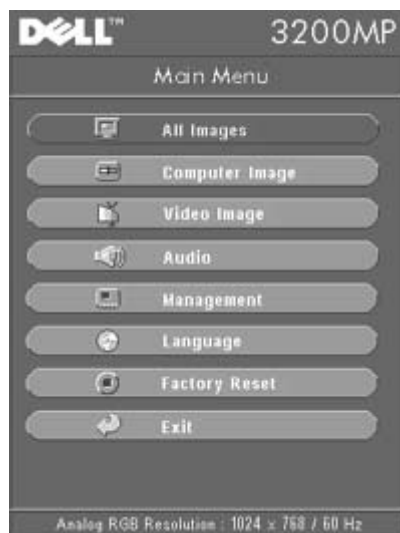 DELL™ 3200MP
Main Menu
All Images
Computer Image
Video Image
Audio
Management
Language
Factory Reset
Exit
Analog RGB Resolution : 1024 x 768 / 60 Hz